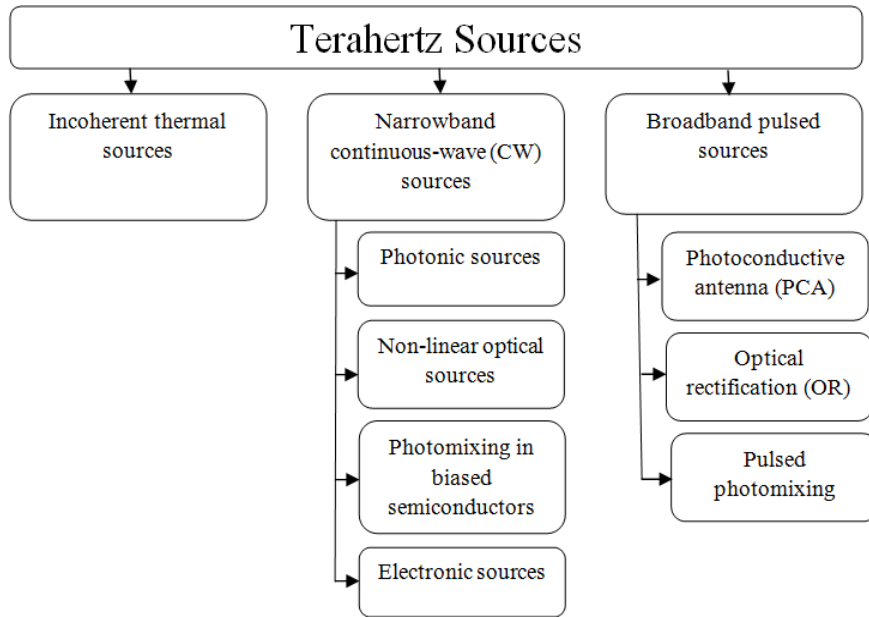 Terahertz Sources
Incoherent thermal
sources
Narrowband
continuous-wave (CW)
sources
Photonic sources
Non-linear optical
sources
Photomixing in
biased
semiconductors
Electronic sources
Broadband pulsed
sources
Photoconductive
antenna (PCA)
Optical
rectification (OR)
Pulsed
photomixing